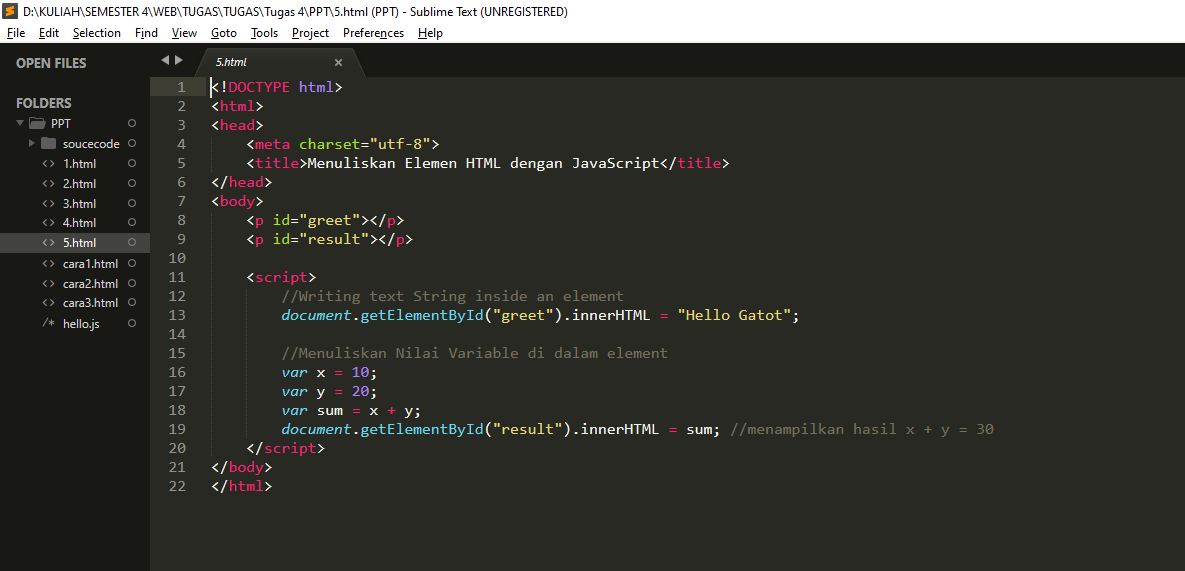 D:\KULIAH\SEMESTER 4\WEB\TUGAS\TUGAS\Tugas 4\PPT\5.html (PPT) - Sublime Text (UNREGISTERED)
File Edit Selection Find View Goto Tools Project Preferences Help
OPEN FILES
FOLDERS
PPT
soucecode
1.html
2.html
3.html
4.html
5.html
cara1.html
cara2.html
cara3.html
/* hello.js
5.html
1 <!DOCTYPE html>
2 <html>
3 <head>
4     <meta charset="utf-8">
5     <title>Menuliskan Elemen HTML dengan JavaScript</title>
6 </head>
7 <body>
8     <p id="greet"></p>
9     <p id="result"></p>
10
11     <script>
12         //Writing text String inside an element
13         document.getElementById("greet").innerHTML = "Hello Gatot";
14
15         //Menuliskan Nilai Variable di dalam element
16         var x = 10;
17         var y = 20;
18         var sum = x + y;
19         document.getElementById("result").innerHTML = sum; //menampilkan hasil x + y = 30
20     </script>
21 </body>
22 </html>